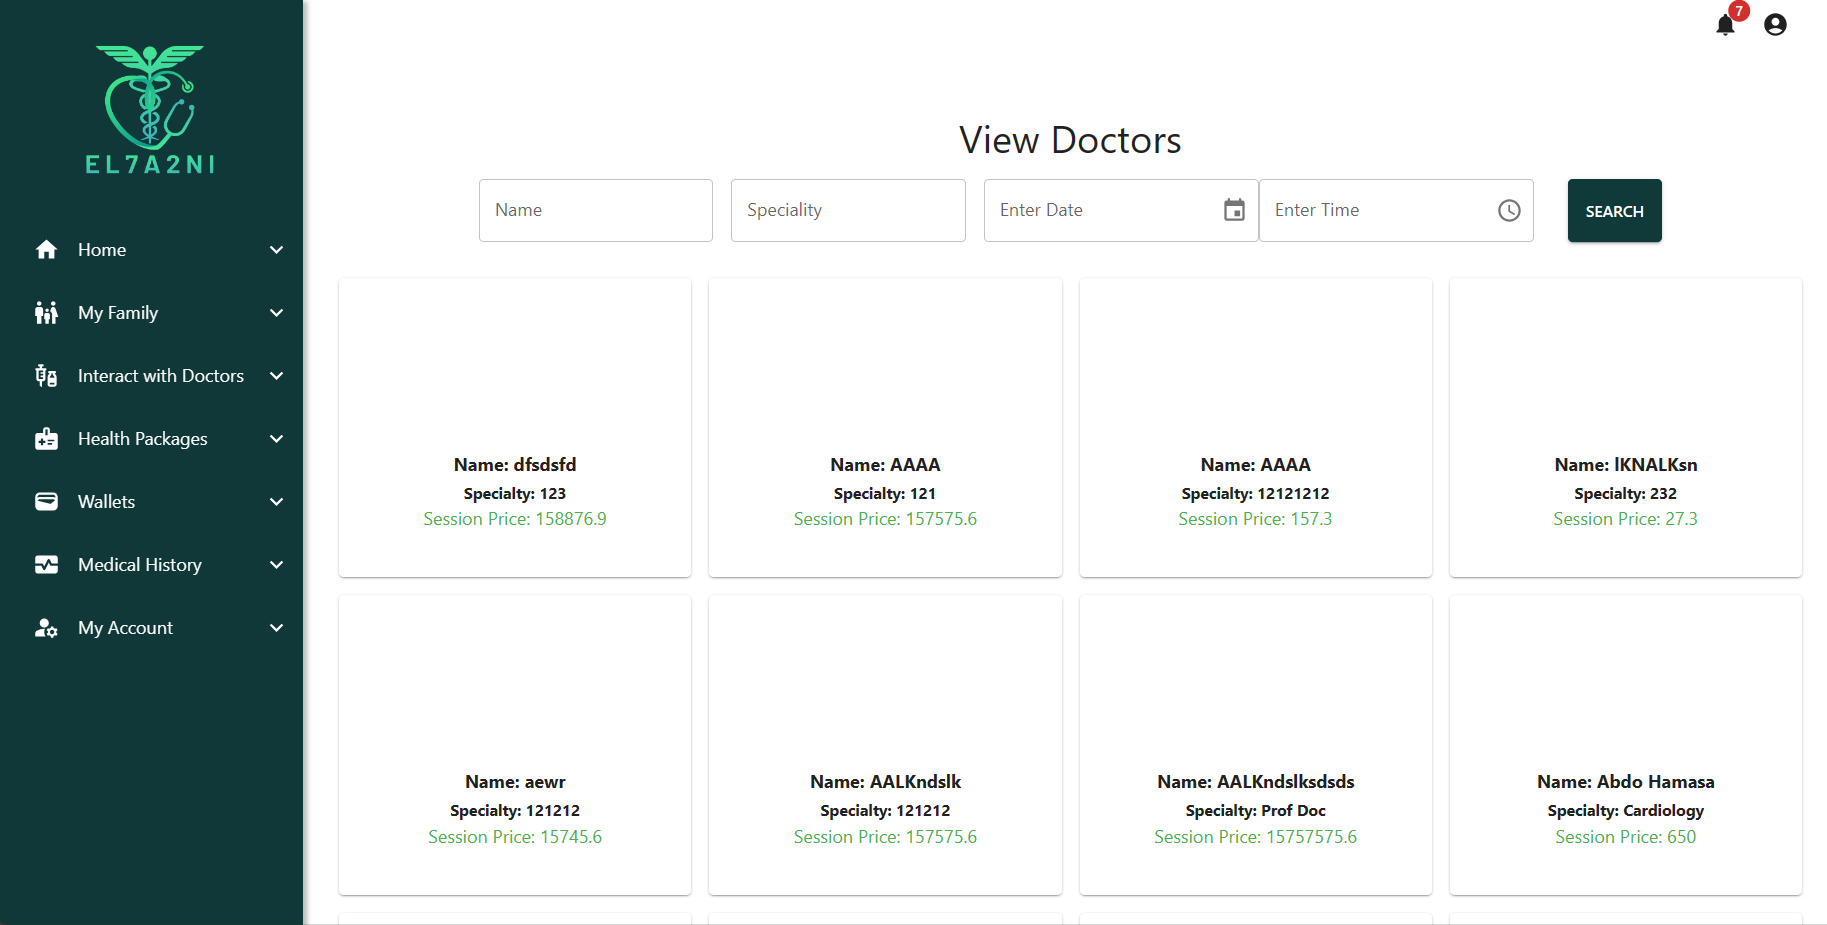 7
EL7A2NI
Home
My Family
Interact with Doctors
Health Packages
Wallets
Medical History
My Account
View Doctors
Name
Speciality
Enter Date
Enter Time
SEARCH
Name: dfsdsfd
Specialty: 123
Session Price: 158876.9
Name: AAAA
Specialty: 121
Session Price: 157575.6
Name: AAAA
Specialty: 12121212
Session Price: 157.3
Name: lKNALKsn
Specialty: 232
Session Price: 27.3
Name: aewr
Specialty: 121212
Session Price: 15745.6
Name: AALKndslk
Specialty: 121212
Session Price: 157575.6
Name: AALKndslksdsds
Specialty: Prof Doc
Session Price: 15757575.6
Name: Abdo Hamasa
Specialty: Cardiology
Session Price: 650